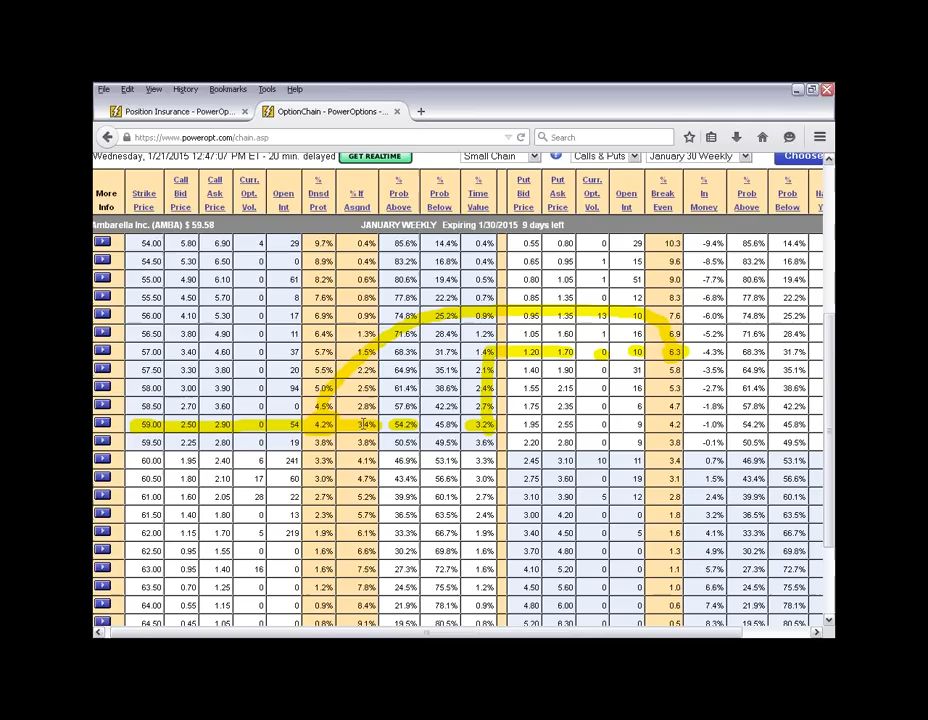 File Edit View History Bookmarks Tools Help
Position Insurance - PowerOp... × OptionChain - PowerOptions -... × +
https://www.poweropt.com/chain.asp Search
Wednesday, 1/21/2015 12:47:07 PM ET - 20 min. delayed GET REALTIME Small Chain Calls & Puts January 30 Weekly Choose
More Info Strike Price Call Bid Price Call Ask Price Curr. Opt. Vol. Open Int % Dnsd Prot % If Asgnd % Prob Above % Prob Below % Time Value Put Bid Price Put Ask Price Curr. Opt. Vol. Open Int % Break Even % In Money % Prob Above % Prob Below
Ambarella Inc. (AMBA) $ 59.58 JANUARY WEEKLY Expiring 1/30/2015 9 days left
54.00 5.80 6.90 4 29 9.7% 0.4% 85.6% 14.4% 0.4% 0.55 0.80 0 29 10.3 -9.4% 85.6% 14.4%
54.50 5.30 6.50 0 0 8.9% 0.4% 83.2% 16.8% 0.4% 0.65 0.95 1 15 9.6 -8.5% 83.2% 16.8%
55.00 4.90 6.10 0 61 8.2% 0.6% 80.6% 19.4% 0.5% 0.80 1.05 1 51 9.0 -7.7% 80.6% 19.4%
55.50 4.50 5.70 0 8 7.6% 0.8% 77.8% 22.2% 0.7% 0.85 1.35 0 12 8.3 -6.8% 77.8% 22.2%
56.00 4.10 5.30 0 17 6.9% 0.9% 74.8% 25.2% 0.9% 0.95 1.35 13 10 7.6 -6.0% 74.8% 25.2%
56.50 3.80 4.90 0 11 6.4% 1.3% 71.6% 28.4% 1.2% 1.05 1.60 1 16 6.9 -5.2% 71.6% 28.4%
57.00 3.40 4.60 0 37 5.7% 1.5% 68.3% 31.7% 1.4% 1.20 1.70 0 10 6.3 -4.3% 68.3% 31.7%
57.50 3.30 3.80 0 20 5.5% 2.2% 64.9% 35.1% 2.1% 1.40 1.90 0 31 5.8 -3.5% 64.9% 35.1%
58.00 3.00 3.90 0 94 5.0% 2.5% 61.4% 38.6% 2.4% 1.55 2.15 0 16 5.3 -2.7% 61.4% 38.6%
58.50 2.70 3.60 0 0 4.5% 2.8% 57.8% 42.2% 2.7% 1.75 2.35 0 6 4.7 -1.8% 57.8% 42.2%
59.00 2.50 2.90 0 54 4.2% 3.4% 54.2% 45.8% 3.2% 1.95 2.55 0 9 4.2 -1.0% 54.2% 45.8%
59.50 2.25 2.80 0 19 3.8% 3.8% 50.5% 49.5% 3.6% 2.20 2.80 0 9 3.8 -0.1% 50.5% 49.5%
60.00 1.95 2.40 6 241 3.3% 4.1% 46.9% 53.1% 3.3% 2.45 3.10 10 11 3.4 0.7% 46.9% 53.1%
60.50 1.80 2.10 17 60 3.0% 4.7% 43.4% 56.6% 3.0% 2.75 3.60 0 19 3.1 1.5% 43.4% 56.6%
61.00 1.60 2.05 28 22 2.7% 5.2% 39.9% 60.1% 2.7% 3.10 3.90 5 12 2.8 2.4% 39.9% 60.1%
61.50 1.40 1.80 0 13 2.3% 5.7% 36.5% 63.5% 2.4% 3.20 4.20 0 0 1.8 3.2% 36.5% 63.5%
62.00 1.15 1.70 5 219 1.9% 6.1% 33.3% 66.7% 1.9% 3.40 4.50 0 5 1.6 4.1% 33.3% 66.7%
62.50 0.95 1.55 0 0 1.6% 6.6% 30.2% 69.8% 1.6% 3.70 4.80 0 0 1.3 4.9% 30.2% 69.8%
63.00 0.95 1.40 16 0 1.6% 7.5% 27.3% 72.7% 1.6% 4.10 5.20 0 0 1.1 5.7% 27.3% 72.7%
63.50 0.70 1.25 0 0 1.2% 7.8% 24.5% 75.5% 1.2% 4.50 5.60 0 0 1.0 6.6% 24.5% 75.5%
64.00 0.55 1.15 0 0 0.9% 8.4% 21.9% 78.1% 0.9% 4.80 6.00 0 0 0.6 7.4% 21.9% 78.1%
64.50 0.45 1.05 0 0 0.8% 9.1% 19.5% 80.5% 0.8% 5.20 6.30 0 0 0.5 8.3% 19.5% 80.5%